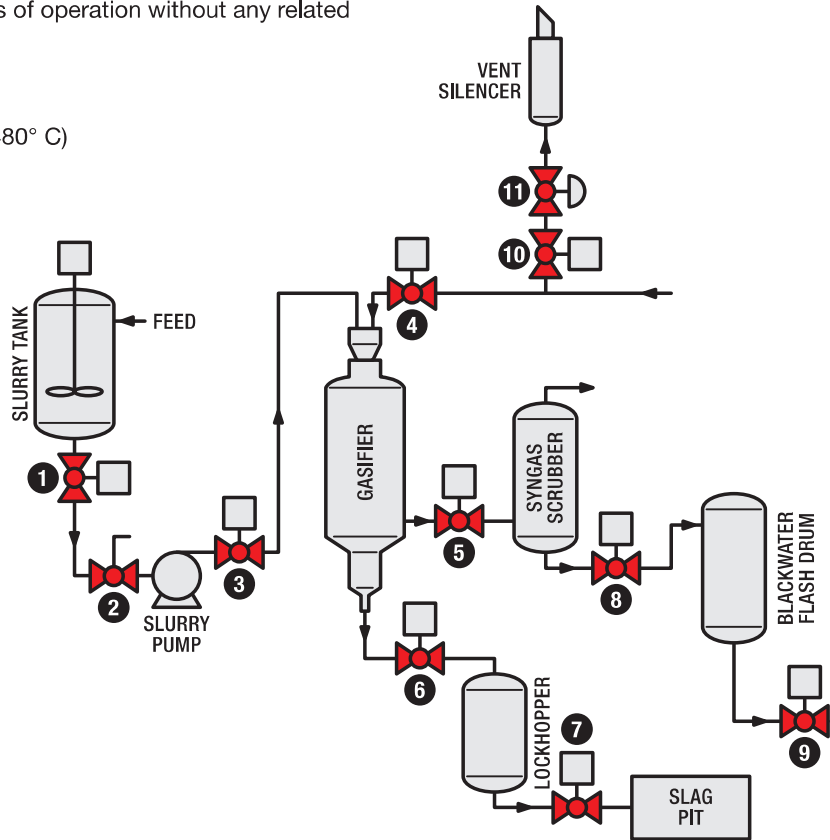 s of operation without any related
80° C)
VENT
SILENCER
11
10
4
FEED
SLURRY TANK
1
2
3
SLURRY
PUMP
GASIFIER
5
SYNGAS
SCRUBBER
8
BLACKWATER
FLASH DRUM
9
6
LOCKHOPPER
7
SLAG
PIT